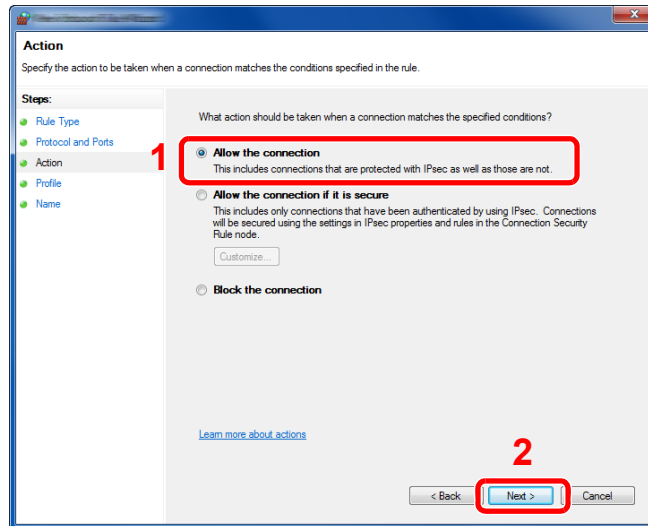 Action
Specify the action to be taken when a connection matches the conditions specified in the rule.
Steps:
Rule Type
Protocol and Ports
Action
Profile
Name
What action should be taken when a connection matches the specified conditions?
1
Allow the connection
This includes connections that are protected with IPsec as well as those are not.
Allow the connection if it is secure
This includes only connections that have been authenticated by using IPsec. Connections
will be secured using the settings in IPsec properties and rules in the Connection Security
Rule node.
Customize...
Block the connection
Learn more about actions
2
< Back
Next >
Cancel